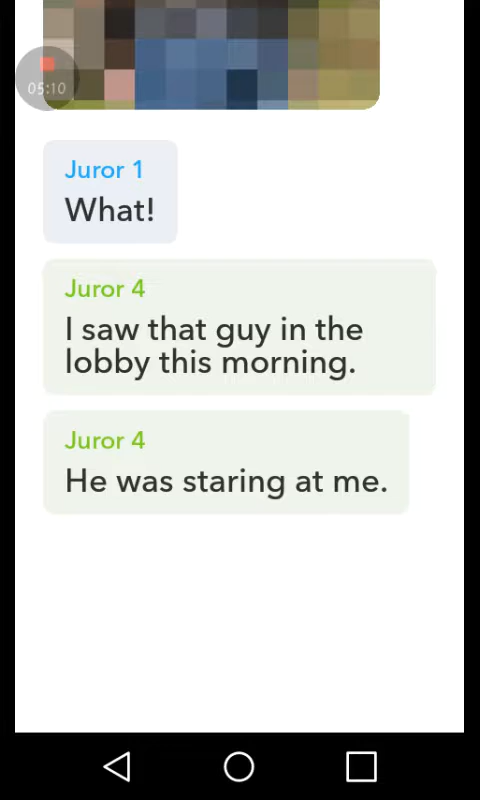 05:10
Juror 1
What!
Juror 4
I saw that guy in the
lobby this morning.
Juror 4
He was staring at me.